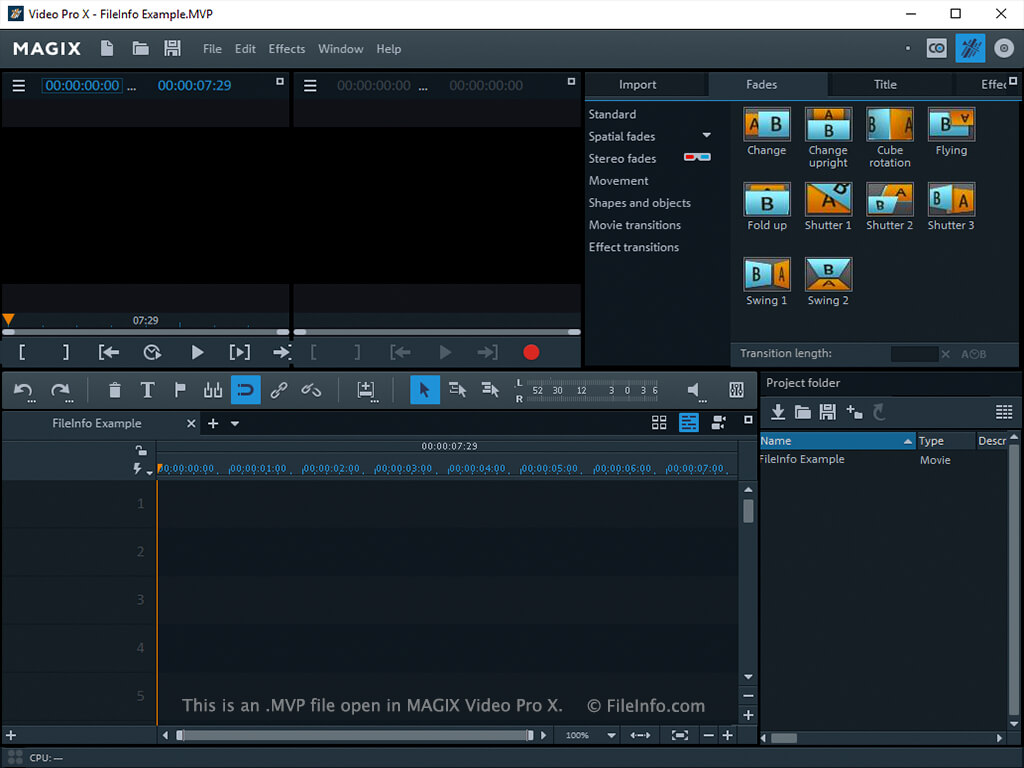 Video Pro X - FileInfo Example.MVP
MAGIX File Edit Effects Window Help
00:00:00:00 ... 00:00:07:29
00:00:00:00 ... 00:00:00:00
Import Fades Title Effec
Standard
Spatial fades
Stereo fades
Movement
Shapes and objects
Movie transitions
Effect transitions
A B
A B
B A
B A
Change
Change upright
Cube rotation
Flying
B
A B
B A
B A
Fold up
Shutter 1
Shutter 2
Shutter 3
B A
B A
Swing 1
Swing 2
07:29
Transition length:
A B
L
52 30 12 3 0 3 6
R
Project folder
FileInfo Example
Name Type Descr
FileInfo Example Movie
00:00:07:29
00:00:00:00 00:00:01:00 00:00:02:00 00:00:03:00 00:00:04:00 00:00:05:00 00:00:06:00 00:00:07:00
1
2
3
4
5
This is an .MVP file open in MAGIX Video Pro X. © FileInfo.com
100%
CPU: —